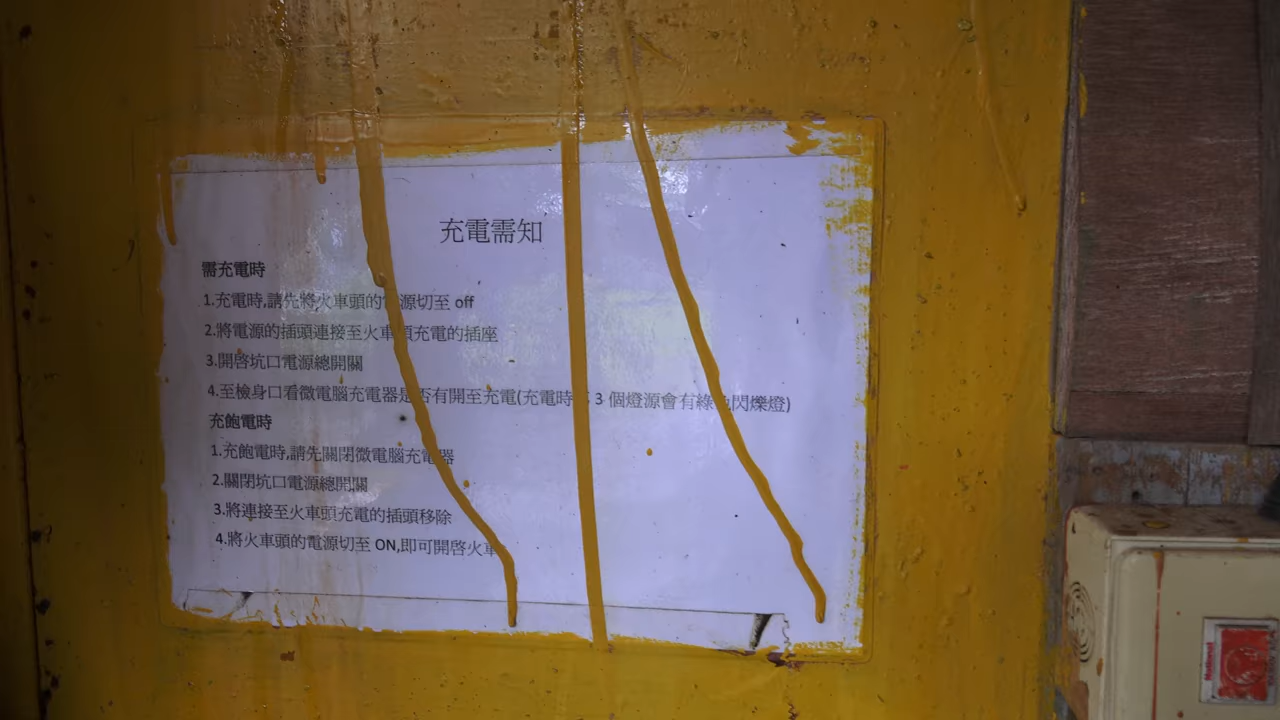 充電需知
需充電時
1.充電時,請先將火車頭的電源切至 off
2.將電源的插頭連接至火車頭充電的插座
3.開啓坑口電源總開關
4.至檢身口看微電腦充電器是否有開至充電(充電時 3 個燈源會有綠色閃爍燈)
充飽電時
1.充飽電時,請先關閉微電腦充電器
2.關閉坑口電源總開關
3.將連接至火車頭充電的插頭移除
4.將火車頭的電源切至 ON,即可開啓火車
National